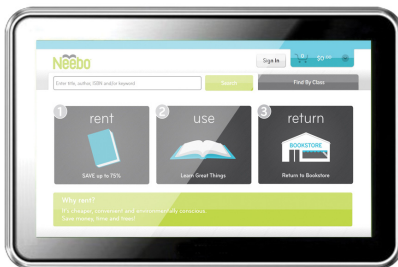 Neebo
Sign In
0 $0.00
Enter title, author, ISBN and/or keyword
Search
Find By Class
1 rent
SAVE up to 75%
2 use
Learn Great Things
3 return
BOOKSTORE
Return to Bookstore
Why rent?
It's cheaper, convenient and environmentally conscious.
Save money, time and trees!